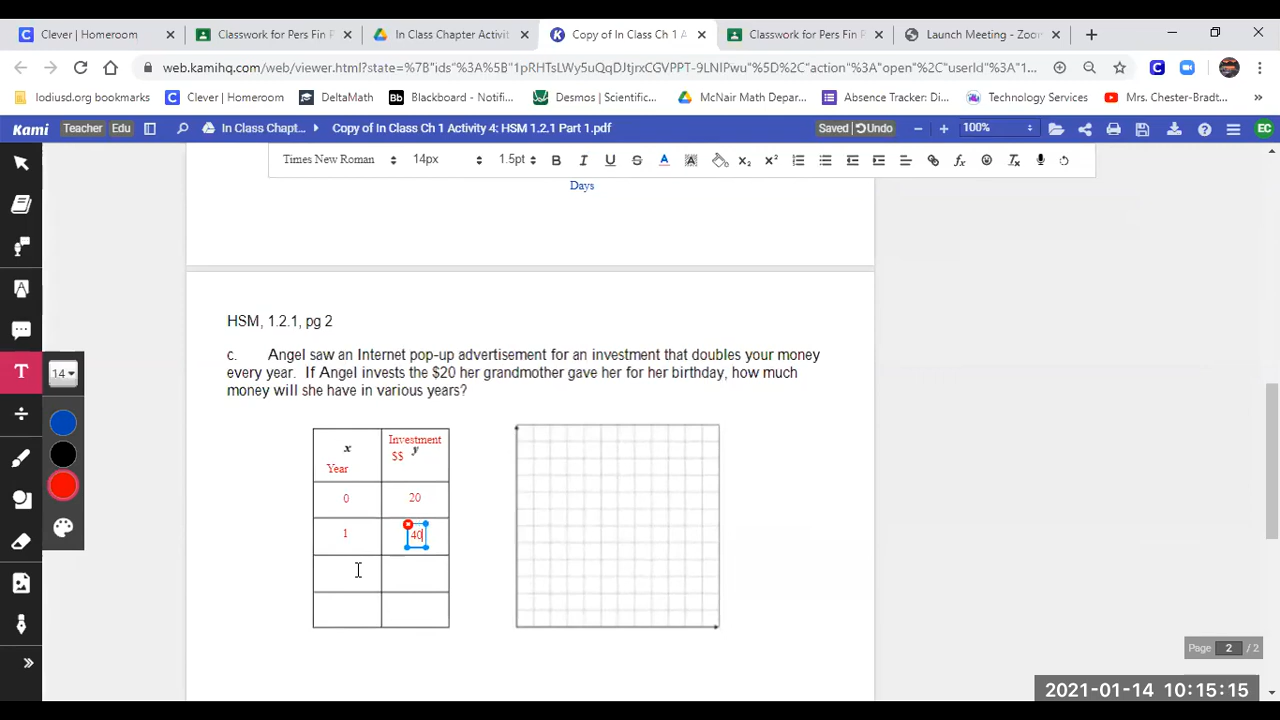 Clever | Homeroom
Classwork for Pers Fin F
In Class Chapter Activit
Copy of In Class Ch 1 A
Classwork for Pers Fin P
Launch Meeting - Zoo
web.kamihq.com/web/viewer.html?state=%7B"ids"%3A%5B"1pRHTsLWy5uQqDJtjrxCGVPPT-9LNIPwu"%5D%2C"action"%3A"open"%2C"userId"%3A"1...
lodiusd.org bookmarks
Clever | Homeroom
DeltaMath
Bb Blackboard - Notifi...
Desmos | Scientific...
McNair Math Depar...
Absence Tracker: Di...
Technology Services
Mrs. Chester-Bradt...
Kami Teacher Edu
In Class Chapt...
Copy of In Class Ch 1 Activity 4: HSM 1.2.1 Part 1.pdf
Saved Undo
100%
EC
Times New Roman 14px 1.5pt B I U S A
Days
HSM, 1.2.1, pg 2
c. Angel saw an Internet pop-up advertisement for an investment that doubles your money
every year. If Angel invests the $20 her grandmother gave her for her birthday, how much
money will she have in various years?
14
x Year
Investment $$ y
0 20
1 40
Page 2 / 2
2021-01-14 10:15:15